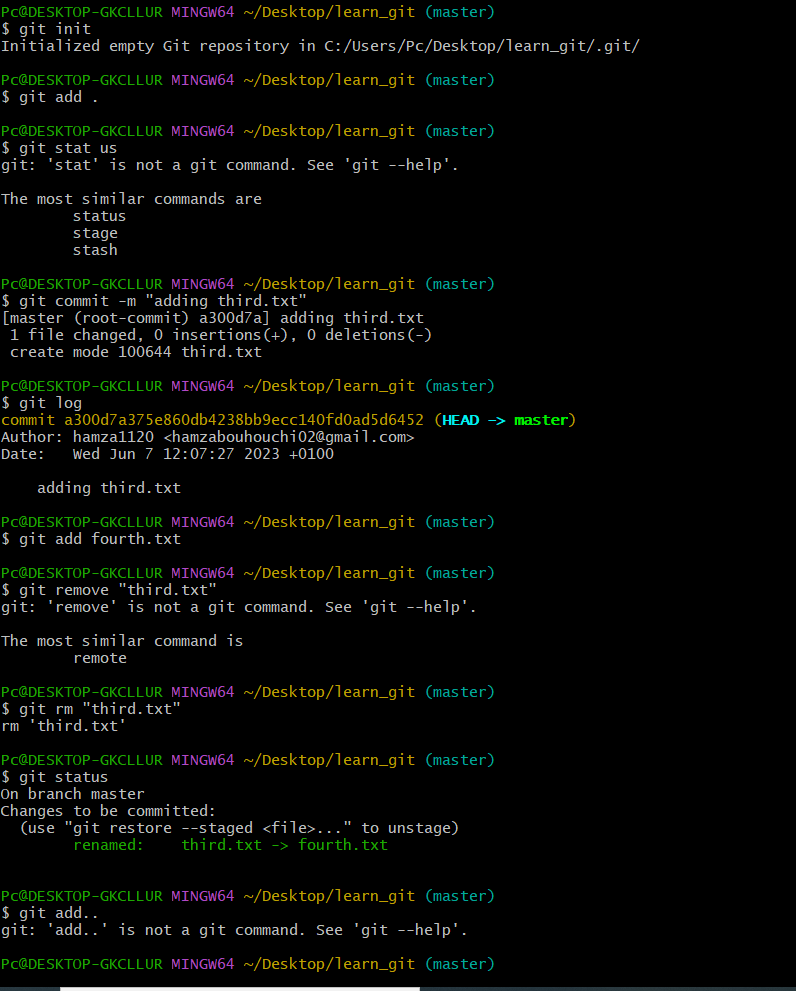 Pc@DESKTOP-GKCLLUR MINGW64 ~/Desktop/learn_git (master)
$ git init
Initialized empty Git repository in C:/Users/Pc/Desktop/learn_git/.git/
Pc@DESKTOP-GKCLLUR MINGW64 ~/Desktop/learn_git (master)
$ git add .
Pc@DESKTOP-GKCLLUR MINGW64 ~/Desktop/learn_git (master)
$ git stat us
git: 'stat' is not a git command. See 'git --help'.
The most similar commands are
status
stage
stash
Pc@DESKTOP-GKCLLUR MINGW64 ~/Desktop/learn_git (master)
$ git commit -m "adding third.txt"
[master (root-commit) a300d7a] adding third.txt
1 file changed, 0 insertions(+), 0 deletions(-)
create mode 100644 third.txt
Pc@DESKTOP-GKCLLUR MINGW64 ~/Desktop/learn_git (master)
$ git log
commit a300d7a375e860db4238bb9ecc140fd0ad5d6452 (HEAD -> master)
Author: hamza1120 <hamzabouhouchi02@gmail.com>
Date:   Wed Jun 7 12:07:27 2023 +0100
adding third.txt
Pc@DESKTOP-GKCLLUR MINGW64 ~/Desktop/learn_git (master)
$ git add fourth.txt
Pc@DESKTOP-GKCLLUR MINGW64 ~/Desktop/learn_git (master)
$ git remove "third.txt"
git: 'remove' is not a git command. See 'git --help'.
The most similar command is
remote
Pc@DESKTOP-GKCLLUR MINGW64 ~/Desktop/learn_git (master)
$ git rm "third.txt"
rm 'third.txt'
Pc@DESKTOP-GKCLLUR MINGW64 ~/Desktop/learn_git (master)
$ git status
On branch master
Changes to be committed:
(use "git restore --staged <file>..." to unstage)
renamed:    third.txt -> fourth.txt
Pc@DESKTOP-GKCLLUR MINGW64 ~/Desktop/learn_git (master)
$ git add..
git: 'add..' is not a git command. See 'git --help'.
Pc@DESKTOP-GKCLLUR MINGW64 ~/Desktop/learn_git (master)